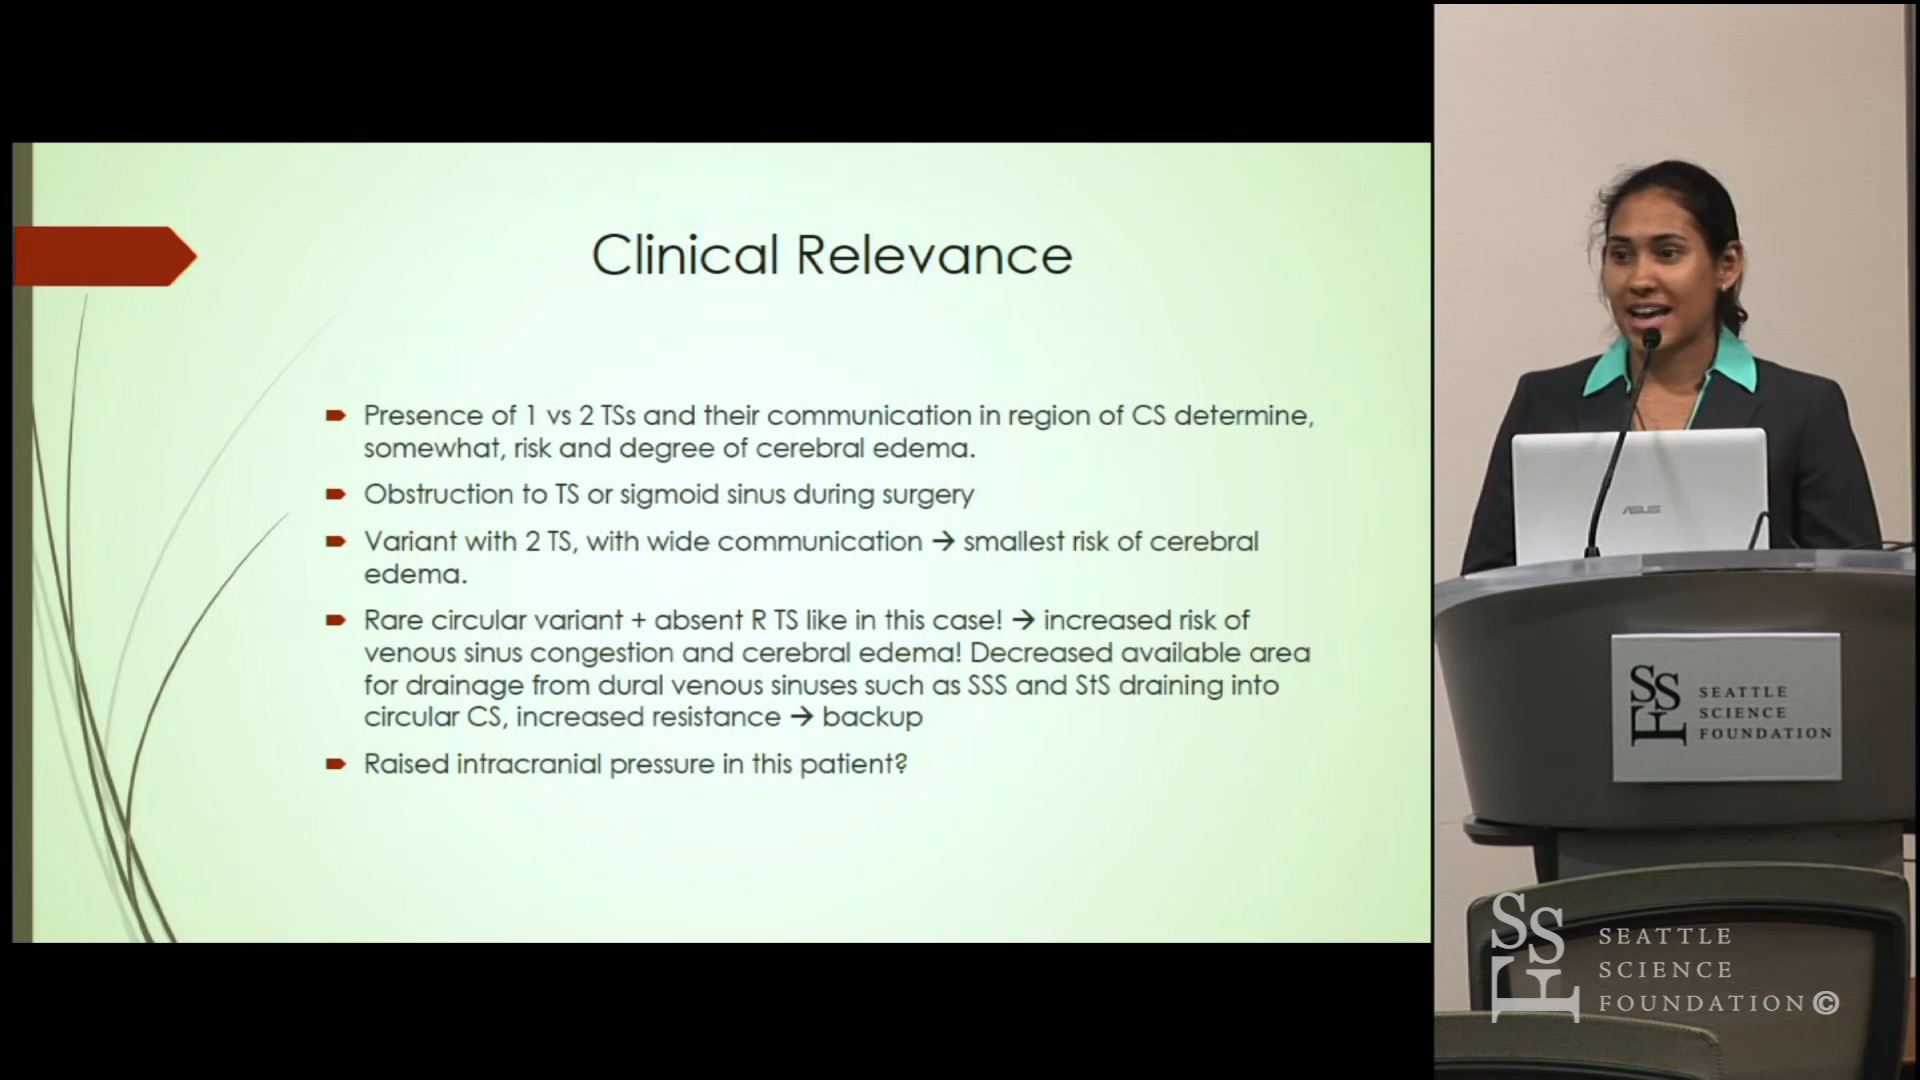 Clinical Relevance
Presence of 1 vs 2 TSs and their communication in region of CS determine,
somewhat, risk and degree of cerebral edema.
Obstruction to TS or sigmoid sinus during surgery
Variant with 2 TS, with wide communication → smallest risk of cerebral
edema.
Rare circular variant + absent R TS like in this case! → increased risk of
venous sinus congestion and cerebral edema! Decreased available area
for drainage from dural venous sinuses such as SSS and StS draining into
circular CS, increased resistance → backup
Raised intracranial pressure in this patient?
ASUS
SSF
SEATTLE
SCIENCE
FOUNDATION
SSF
SEATTLE
SCIENCE
FOUNDATION©